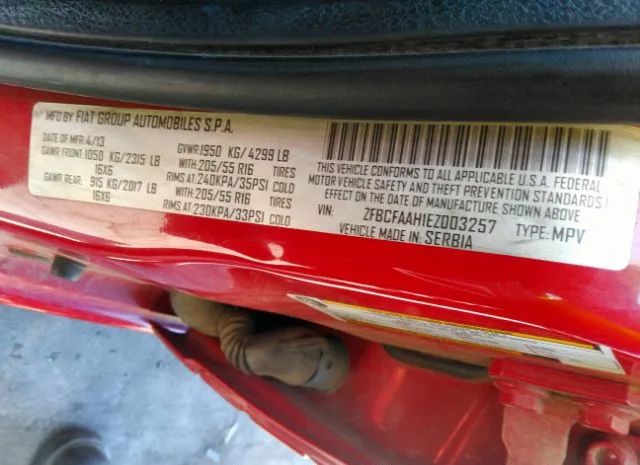 MFD BY FIAT GROUP AUTOMOBILES S.P.A.
DATE OF MFR: 4/13 GVWR: 1950 KG/ 4299 LB
GAWR FRONT: 1050 KG/ 2315 LB WITH: 205/55 R16 TIRES
16X6 RIMS AT: 240KPA/35PSI COLD
GAWR REAR: 915 KG/2017 LB WITH: 205/55 R16 TIRES
16X6 RIMS AT: 230KPA/33PSI COLD
THIS VEHICLE CONFORMS TO ALL APPLICABLE U.S.A. FEDERAL
MOTOR VEHICLE SAFETY AND THEFT PREVENTION STANDARDS IN
EFFECT ON THE DATE OF MANUFACTURE SHOWN ABOVE
VIN: ZFBCFAAH1EZ003257 TYPE: MPV
VEHICLE MADE IN: SERBIA